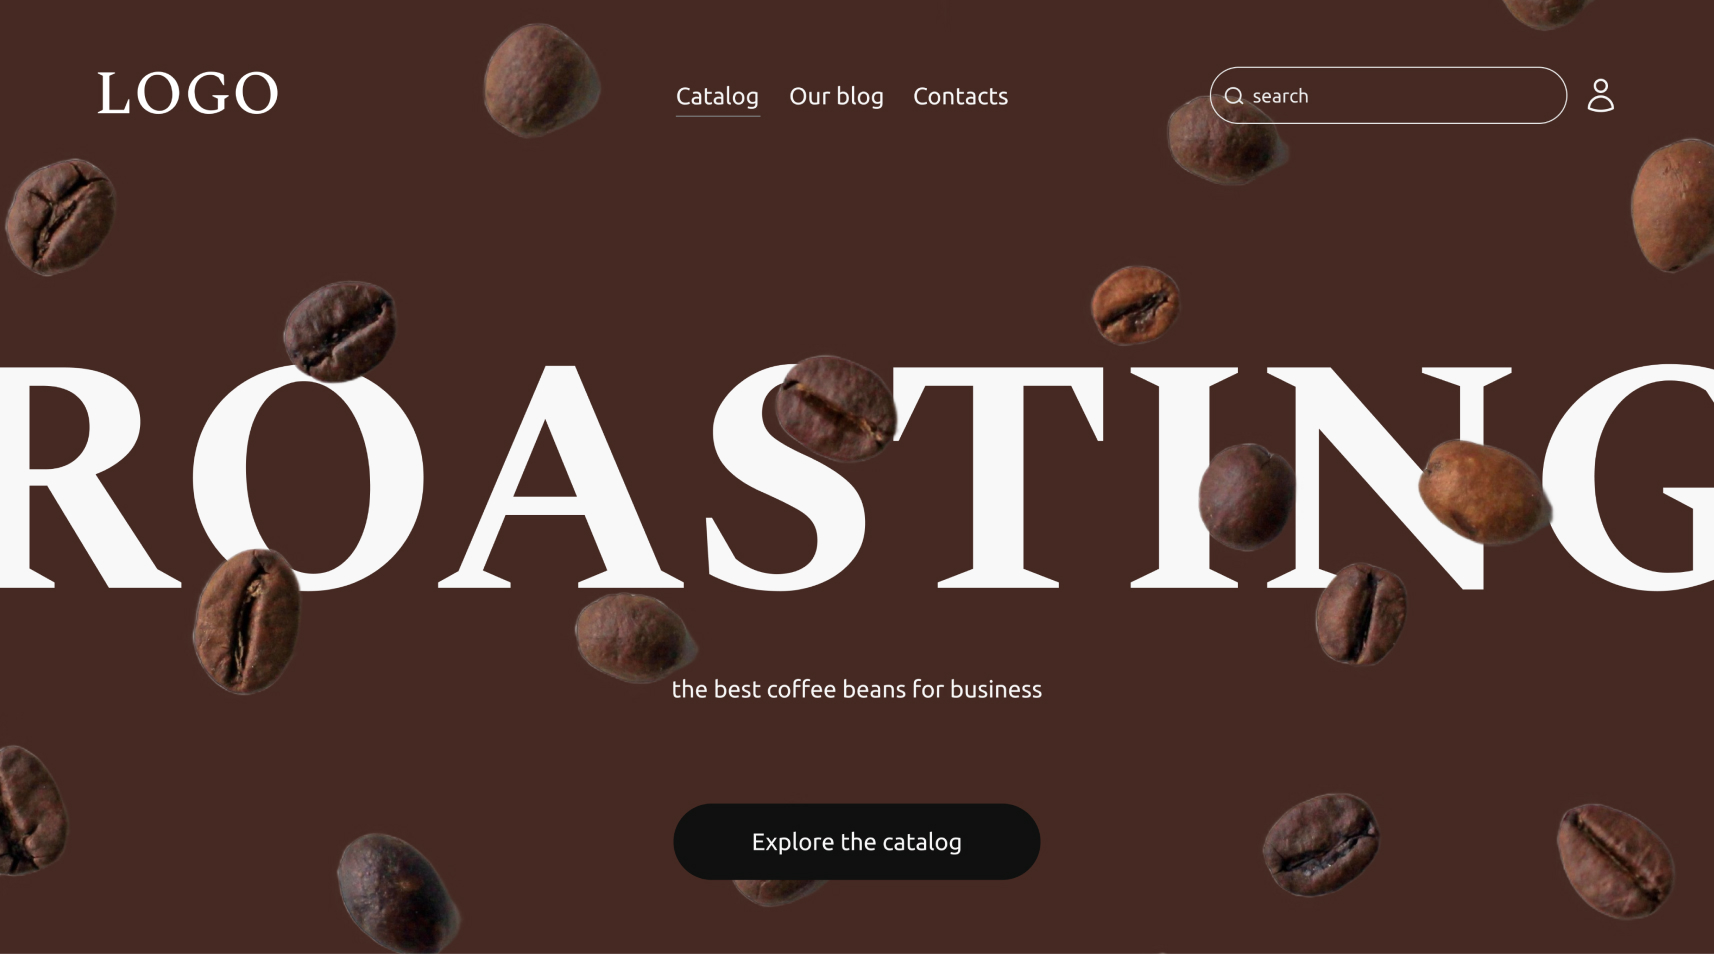 LOGO
Catalog Our blog Contacts
search
ROASTING
the best coffee beans for business
Explore the catalog